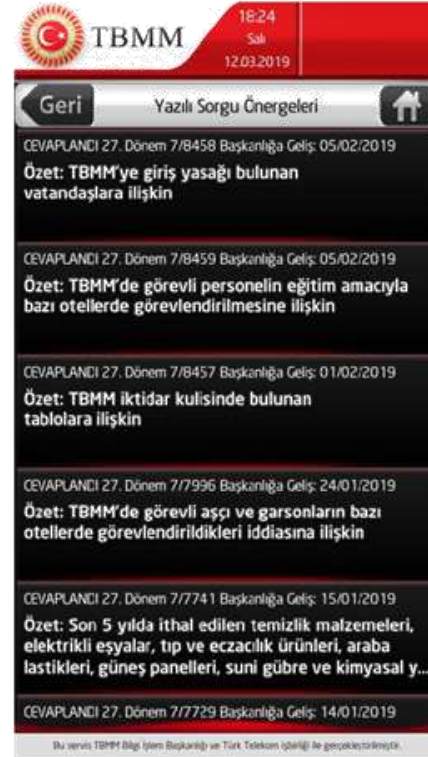 TBMM
18:24
Salı
12.03.2019
Geri
Yazılı Sorgu Önergeleri
CEVAPLANDI 27. Dönem 7/8458 Başkanlığa Geliş: 05/02/2019
Özet: TBMM'ye giriş yasağı bulunan
vatandaşlara ilişkin
CEVAPLANDI 27. Dönem 7/8459 Başkanlığa Geliş: 05/02/2019
Özet: TBMM'de görevli personelin eğitim amacıyla
bazı otellerde görevlendirilmesine ilişkin
CEVAPLANDI 27. Dönem 7/8457 Başkanlığa Geliş: 01/02/2019
Özet: TBMM iktidar kulisinde bulunan
tablolara ilişkin
CEVAPLANDI 27. Dönem 7/7996 Başkanlığa Geliş: 24/01/2019
Özet: TBMM'de görevli aşçı ve garsonların bazı
otellerde görevlendirildikleri iddiasına ilişkin
CEVAPLANDI 27. Dönem 7/7741 Başkanlığa Geliş: 15/01/2019
Özet: Son 5 yılda ithal edilen temizlik malzemeleri,
elektrikli eşyalar, tıp ve eczacılık ürünleri, araba
lastikleri, güneş panelleri, suni gübre ve kimyasal y...
CEVAPLANDI 27. Dönem 7/7729 Başkanlığa Geliş: 14/01/2019
Bu servis TBMM Bilgi İşlem Başkanlığı ve Türk Telekom işbirliği ile gerçekleştirilmiştir.